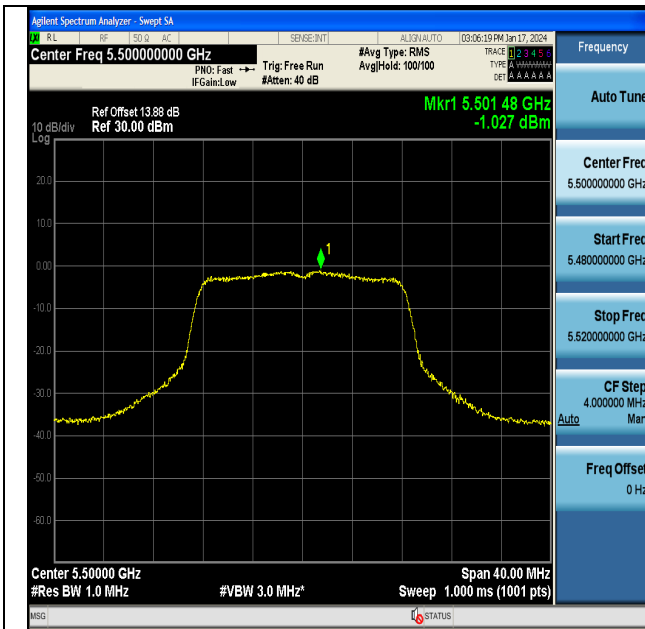 Agilent Spectrum Analyzer - Swept SA
LXI RL RF 50 Ω AC SENSE:INT ALIGN AUTO 03:06:19 PM Jan 17, 2024
Center Freq 5.500000000 GHz
PNO: Fast
IFGain:Low
Trig: Free Run
#Atten: 40 dB
#Avg Type: RMS
Avg|Hold: 100/100
TRACE 1 2 3 4 5 6
TYPE A
DET A A A A A A
Frequency
Auto Tune
Center Freq
5.500000000 GHz
Start Freq
5.480000000 GHz
Stop Freq
5.520000000 GHz
CF Step
4.000000 MHz
Auto Man
Freq Offset
0 Hz
Mkr1 5.501 48 GHz
-1.027 dBm
Ref Offset 13.88 dB
10 dB/div Ref 30.00 dBm
Log
20.0
10.0
0.00
-10.0
-20.0
-30.0
-40.0
-50.0
-60.0
1
Center 5.50000 GHz Span 40.00 MHz
#Res BW 1.0 MHz #VBW 3.0 MHz* Sweep 1.000 ms (1001 pts)
MSG STATUS